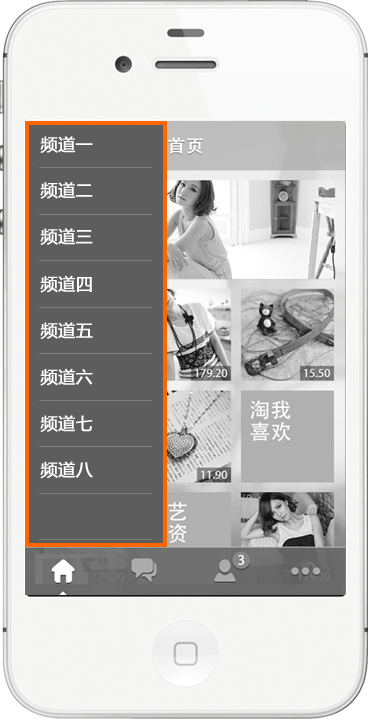 频道一
首页
频道二
频道三
频道四
频道五
179.20
15.50
频道六
淘我
喜欢
频道七
11.90
频道八
艺
资
3
179.20